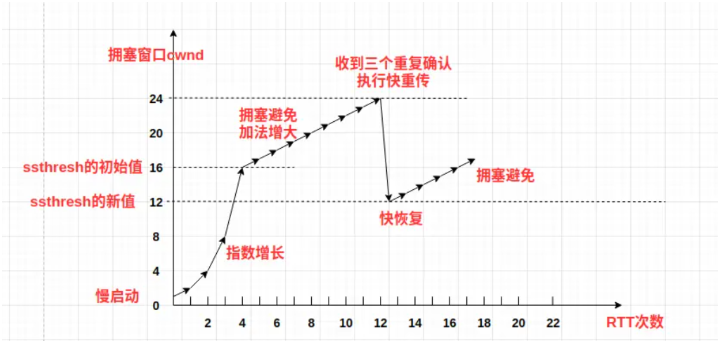 拥塞窗口cwnd
收到三个重复确认
执行快重传
24
拥塞避免
加法增大
20
ssthresh的初始值
16
拥塞避免
ssthresh的新值
12
快恢复
8
指数增长
4
慢启动
0
2 4 6 8 10 12 14 16 18 20 22
RTT次数